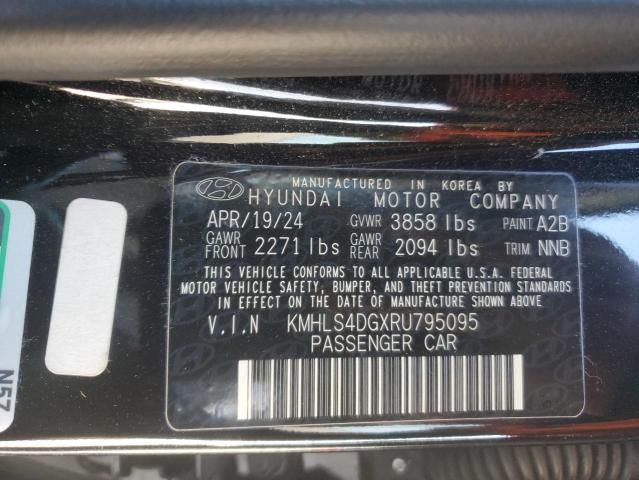 MANUFACTURED IN KOREA BY
HYUNDAI MOTOR COMPANY
APR/19/24 GVWR 3858 lbs PAINT A2B
GAWR FRONT 2271 lbs GAWR REAR 2094 lbs TRIM NNB
THIS VEHICLE CONFORMS TO ALL APPLICABLE U.S.A. FEDERAL
MOTOR VEHICLE SAFETY, BUMPER, AND THEFT PREVENTION STANDARDS
IN EFFECT ON THE DATE OF MANUFACTURE SHOWN ABOVE.
V.I.N KMHLS4DGXRU795095
PASSENGER CAR
N57